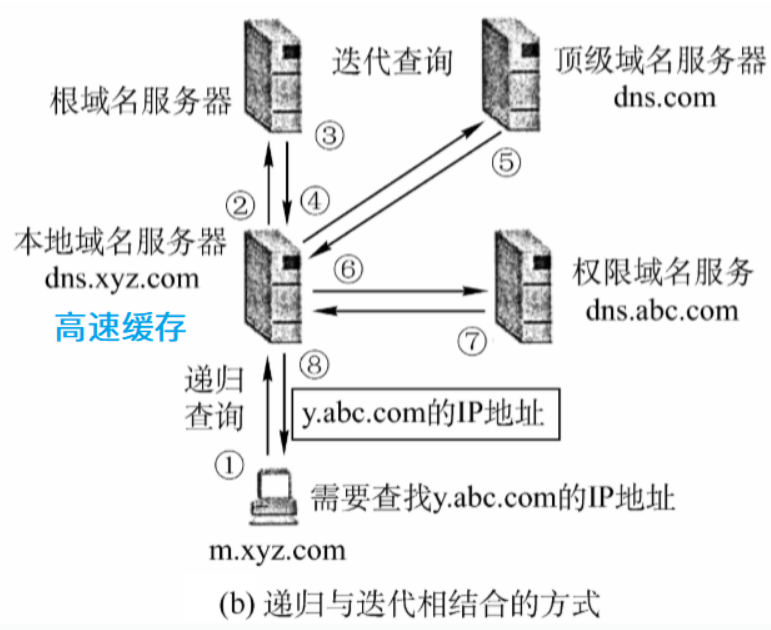 迭代查询
顶级域名服务器
dns.com
根域名服务器
③
⑤
②
④
本地域名服务器
dns.xyz.com
高速缓存
⑥
权限域名服务
dns.abc.com
⑦
⑧
递归
查询
y.abc.com的IP地址
①
需要查找y.abc.com的IP地址
m.xyz.com
(b) 递归与迭代相结合的方式